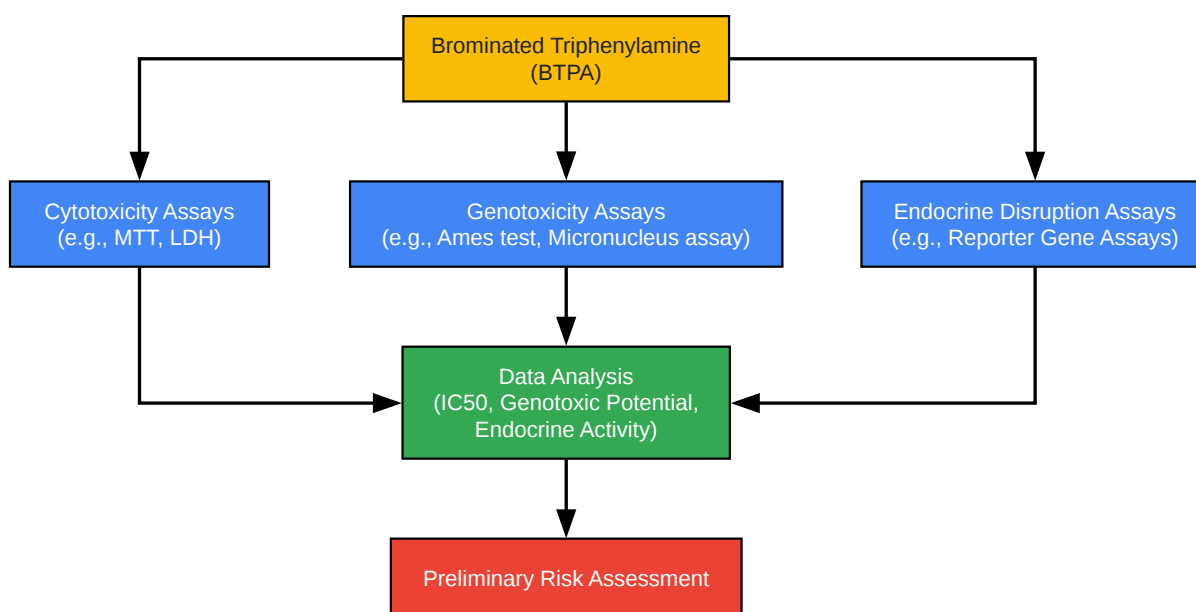 Brominated Triphenylamine
(BTPA)
Cytotoxicity Assays
(e.g., MTT, LDH)
Genotoxicity Assays
(e.g., Ames test, Micronucleus assay)
Endocrine Disruption Assays
(e.g., Reporter Gene Assays)
Data Analysis
(IC50, Genotoxic Potential,
Endocrine Activity)
Preliminary Risk Assessment